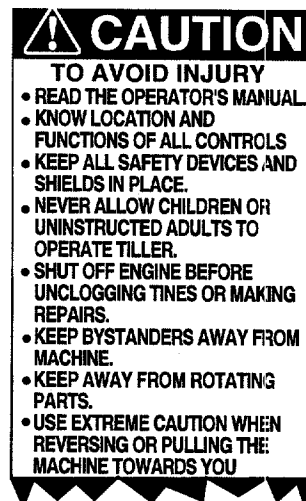 CAUTION
TO AVOID INJURY
• READ THE OPERATOR'S MANUAL.
• KNOW LOCATION AND
FUNCTIONS OF ALL CONTROLS
• KEEP ALL SAFETY DEVICES AND
SHIELDS IN PLACE.
• NEVER ALLOW CHILDREN OR
UNINSTRUCTED ADULTS TO
OPERATE TILLER.
• SHUT OFF ENGINE BEFORE
UNCLOGGING TINES OR MAKING
REPAIRS.
• KEEP BYSTANDERS AWAY FROM
MACHINE.
• KEEP AWAY FROM ROTATING
PARTS.
• USE EXTREME CAUTION WHEN
REVERSING OR PULLING THE
MACHINE TOWARDS YOU